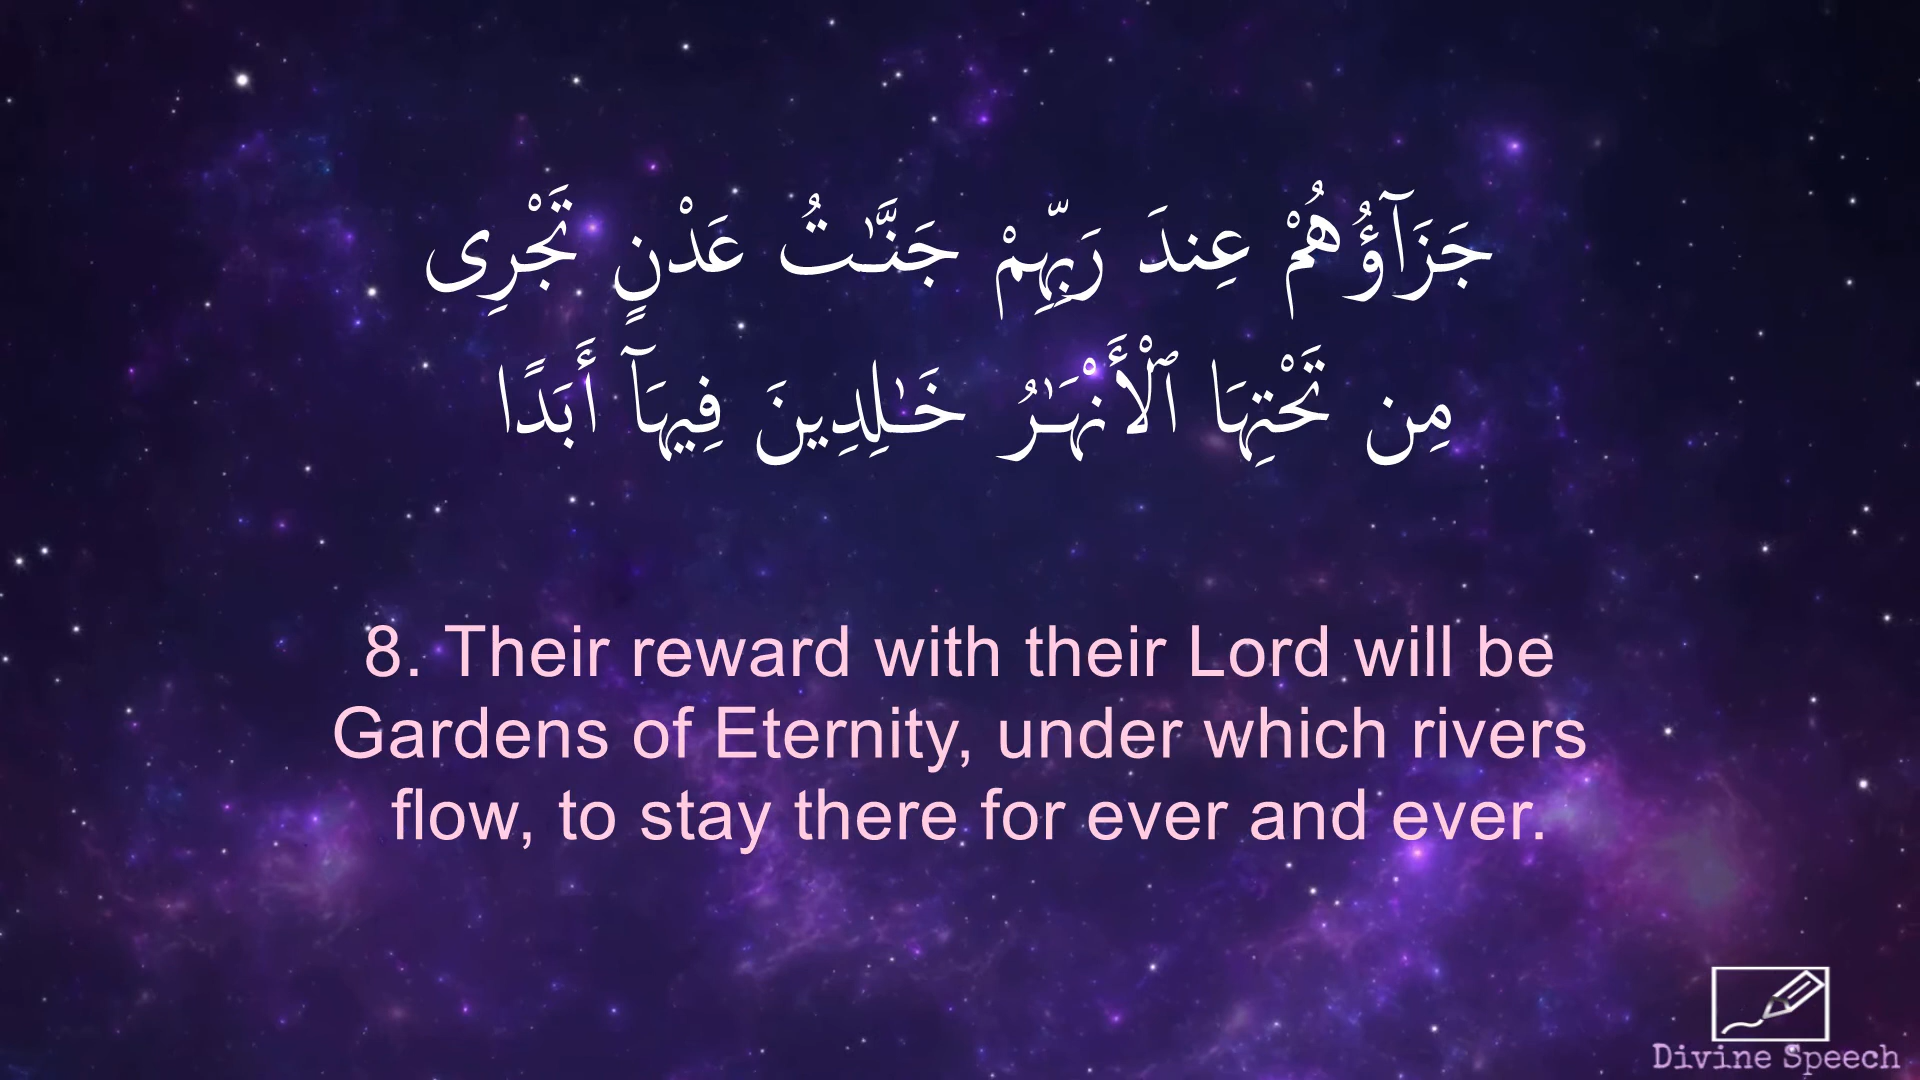 جَزَآؤُهُمْ عِندَ رَبِّهِمْ جَنَّـٰتُ عَدْنٍ تَجْرِى
مِن تَحْتِهَا ٱلْأَنْهَـٰرُ خَـٰلِدِينَ فِيهَآ أَبَدًا
8. Their reward with their Lord will be
Gardens of Eternity, under which rivers
flow, to stay there for ever and ever.
Divine Speech